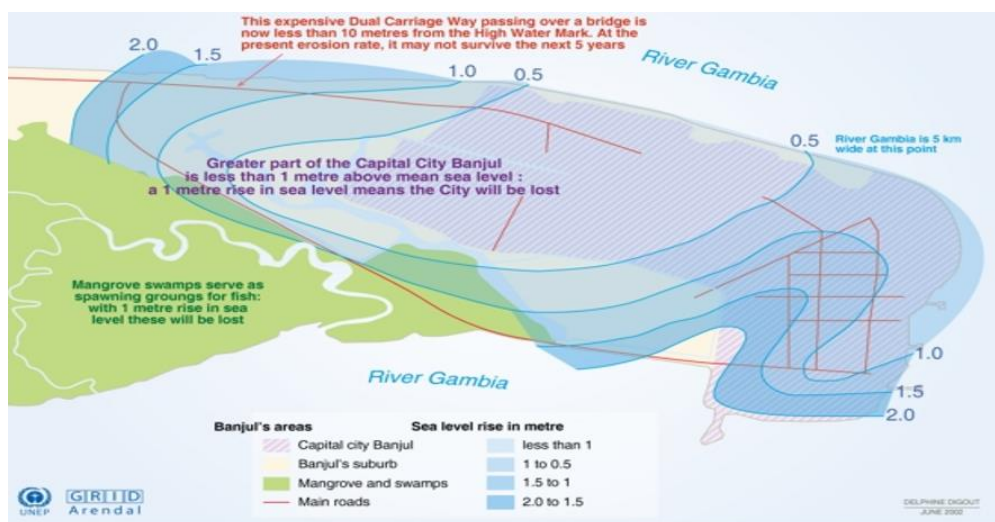 This expensive Dual Carriage Way passing over a bridge is
now less than 10 metres from the High Water Mark. At the
present erosion rate, it may not survive the next 5 years
2.0
1.5
1.0
0.5
River Gambia
0.5
River Gambia is 5 km
wide at this point
Greater part of the Capital City Banjul
is less than 1 metre above mean sea level :
a 1 metre rise in sea level means the City will be lost
Mangrove swamps serve as
spawning groungs for fish:
with 1 metre rise in sea
level these will be lost
1.0
1.5
2.0
River Gambia
Banjul's areas
Capital city Banjul
Banjul's suburb
Mangrove and swamps
Main roads
Sea level rise in metre
less than 1
1 to 0.5
1.5 to 1
2.0 to 1.5
UNEP
GRID
Arendal
DELPHINE DIGOUT
JUNE 2002